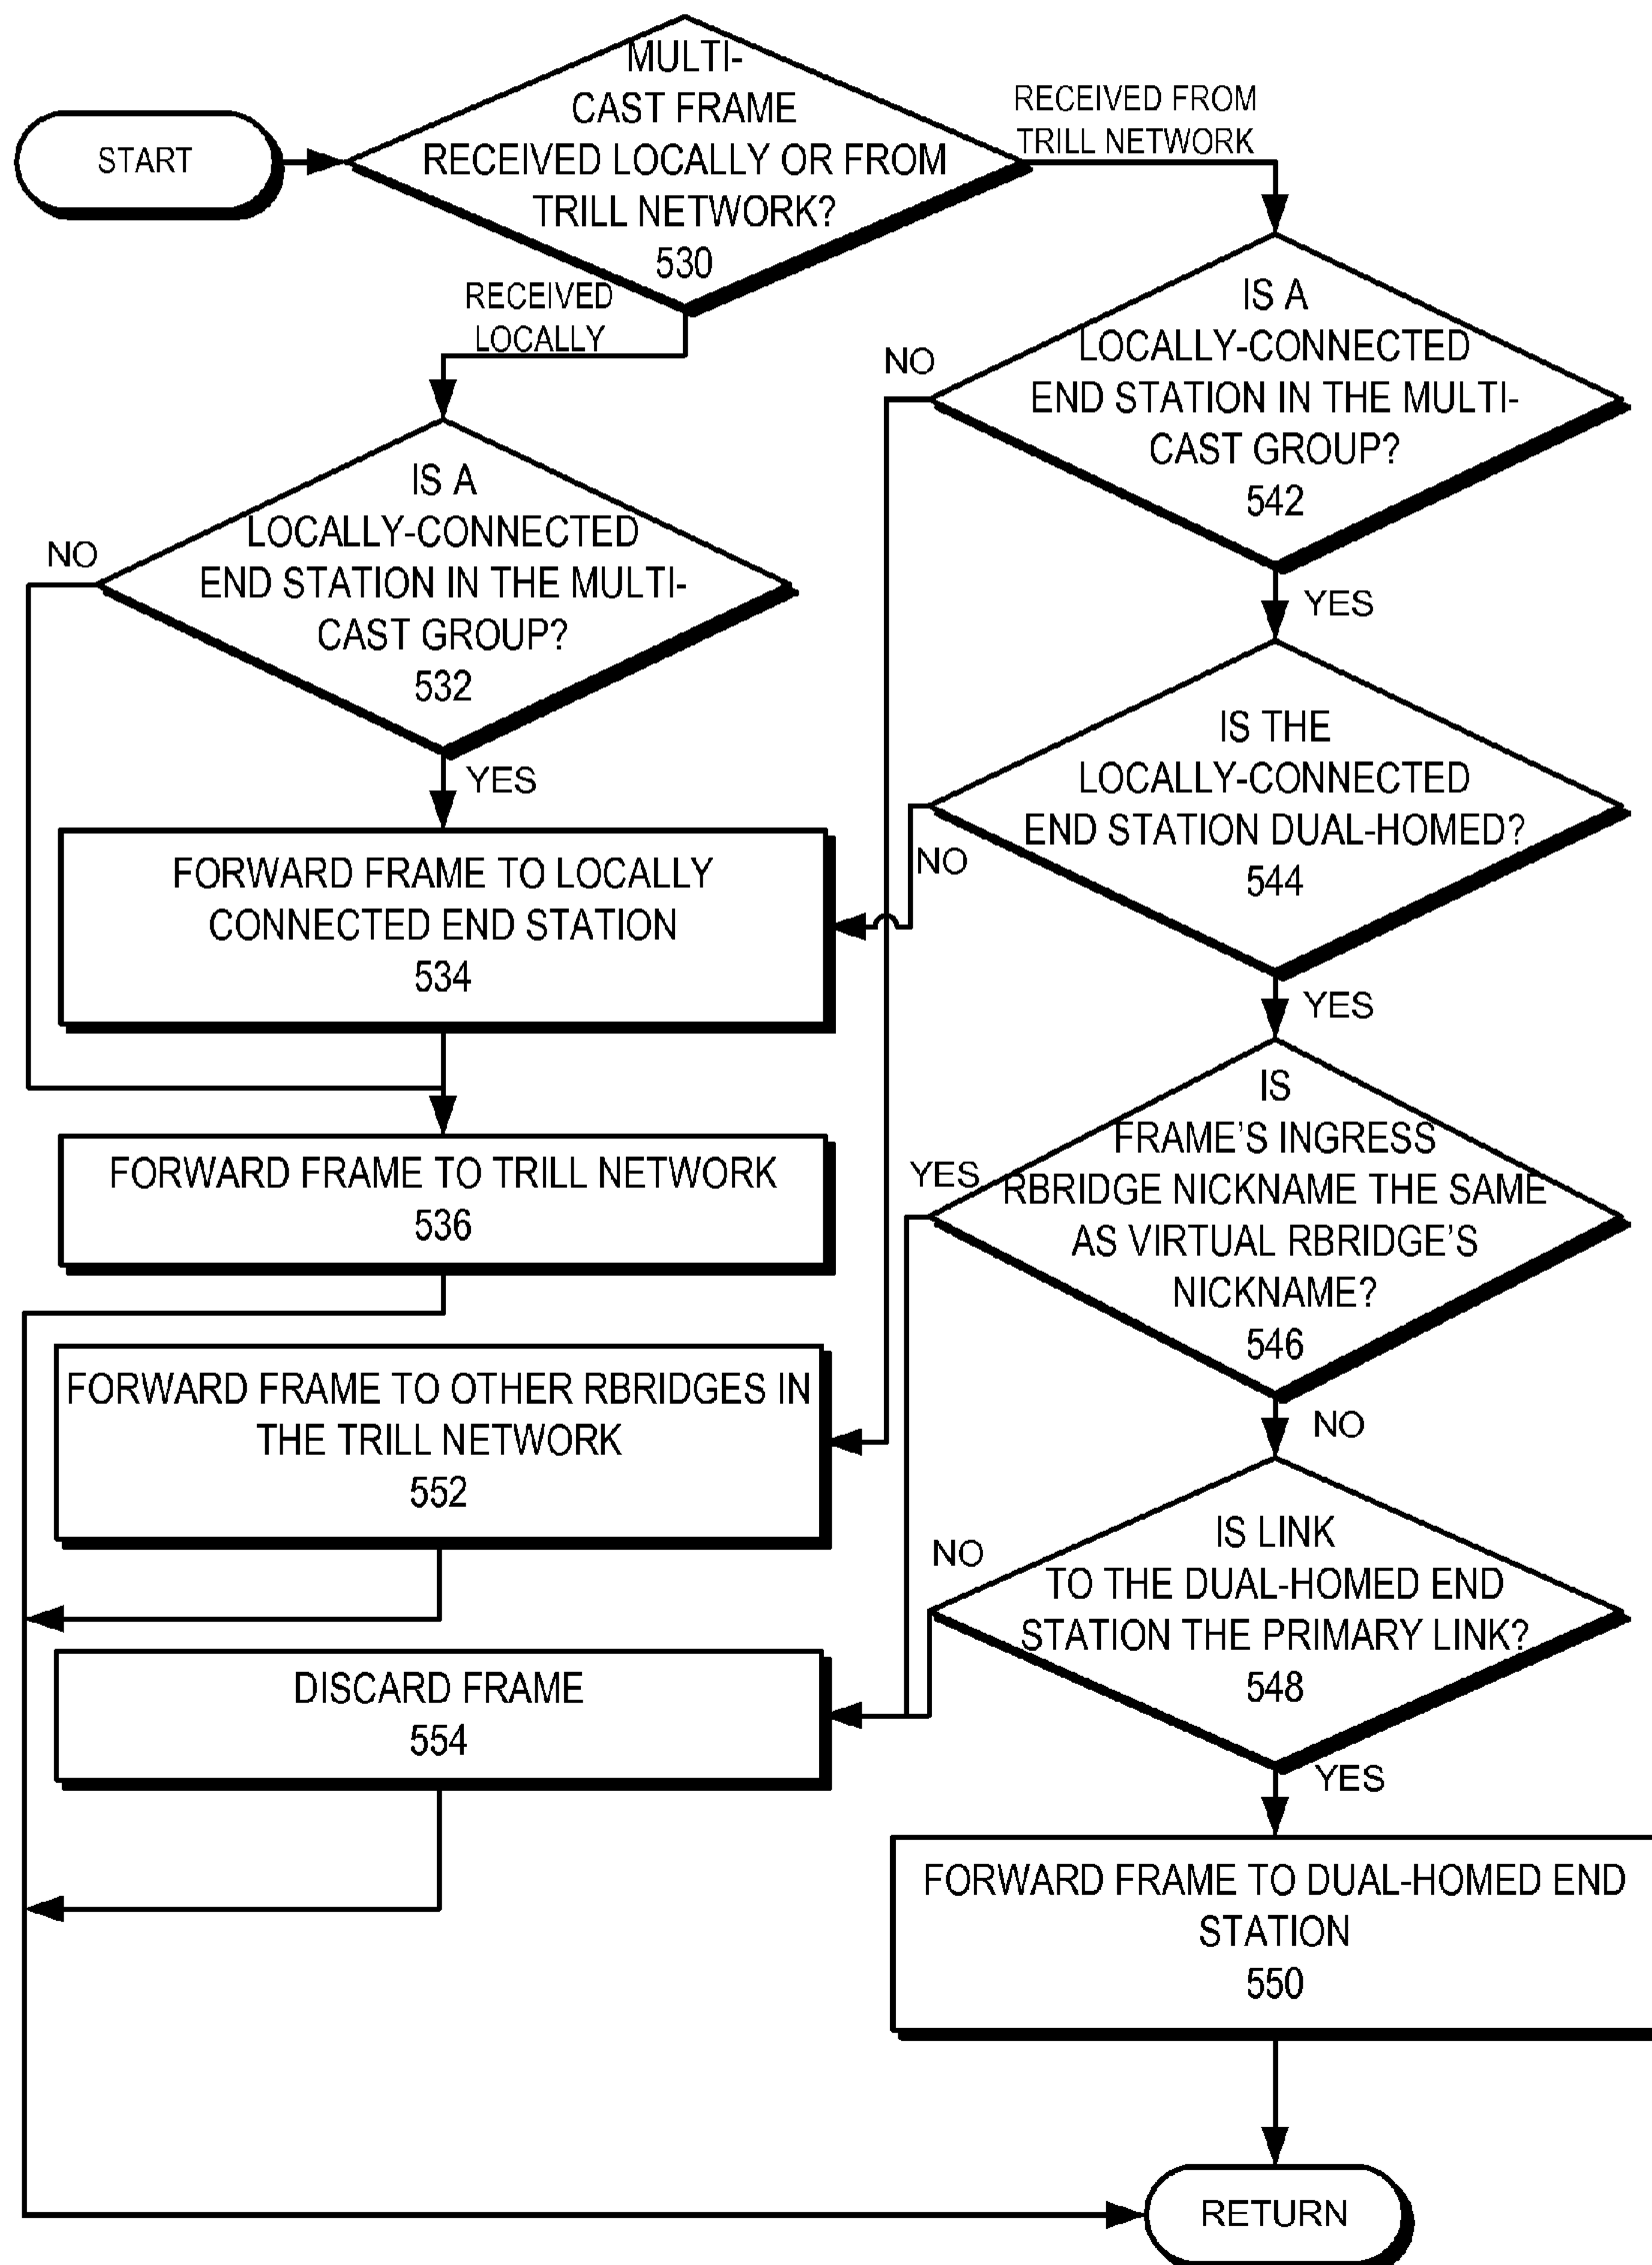 START
MULTI-
CAST FRAME
RECEIVED LOCALLY OR FROM
TRILL NETWORK?
530
RECEIVED FROM
TRILL NETWORK
RECEIVED
LOCALLY
IS A
LOCALLY-CONNECTED
END STATION IN THE MULTI-
CAST GROUP?
532
NO
YES
FORWARD FRAME TO LOCALLY
CONNECTED END STATION
534
FORWARD FRAME TO TRILL NETWORK
536
FORWARD FRAME TO OTHER RBRIDGES IN
THE TRILL NETWORK
552
DISCARD FRAME
554
IS A
LOCALLY-CONNECTED
END STATION IN THE MULTI-
CAST GROUP?
542
NO
YES
IS THE
LOCALLY-CONNECTED
END STATION DUAL-HOMED?
544
NO
YES
IS
FRAME'S INGRESS
RBRIDGE NICKNAME THE SAME
AS VIRTUAL RBRIDGE'S
NICKNAME?
546
YES
NO
IS LINK
TO THE DUAL-HOMED END
STATION THE PRIMARY LINK?
548
NO
YES
FORWARD FRAME TO DUAL-HOMED END
STATION
550
RETURN